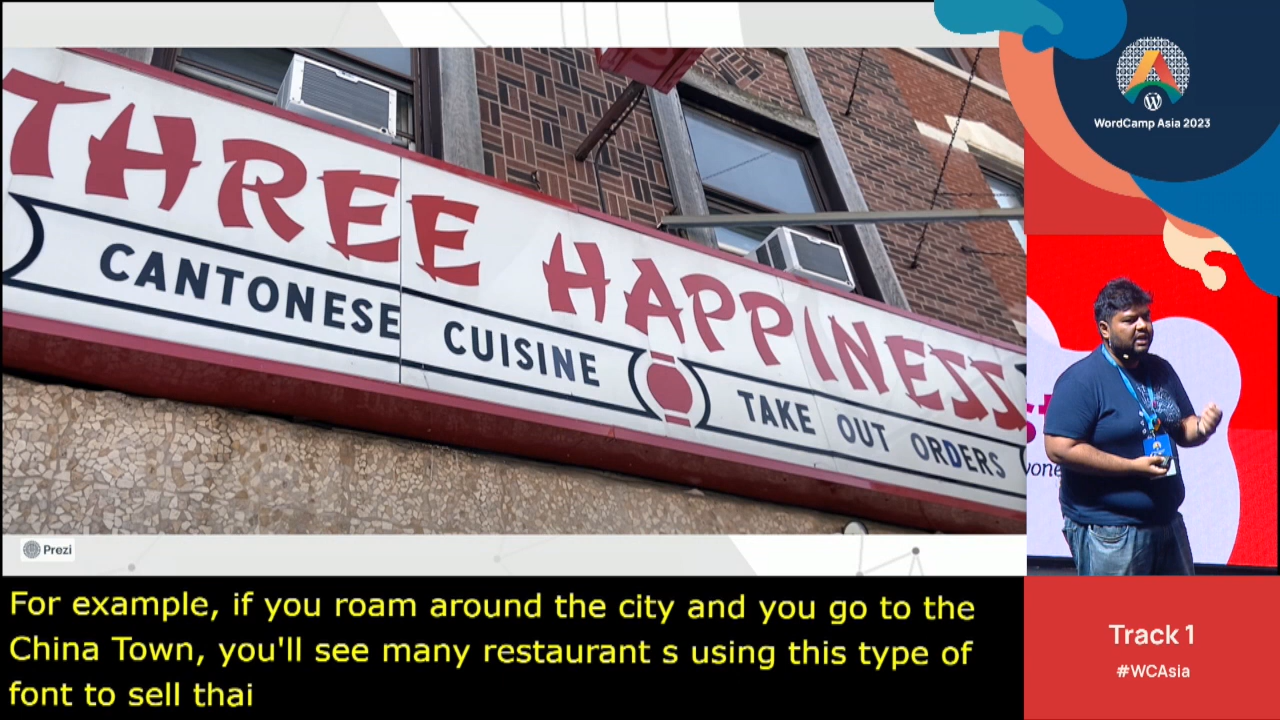 THREE HAPPINESS
CANTONESE CUISINE
TAKE OUT ORDERS
Prezi
WordCamp Asia 2023
For example, if you roam around the city and you go to the
China Town, you'll see many restaurant s using this type of
font to sell thai
Track 1
#WCAsia